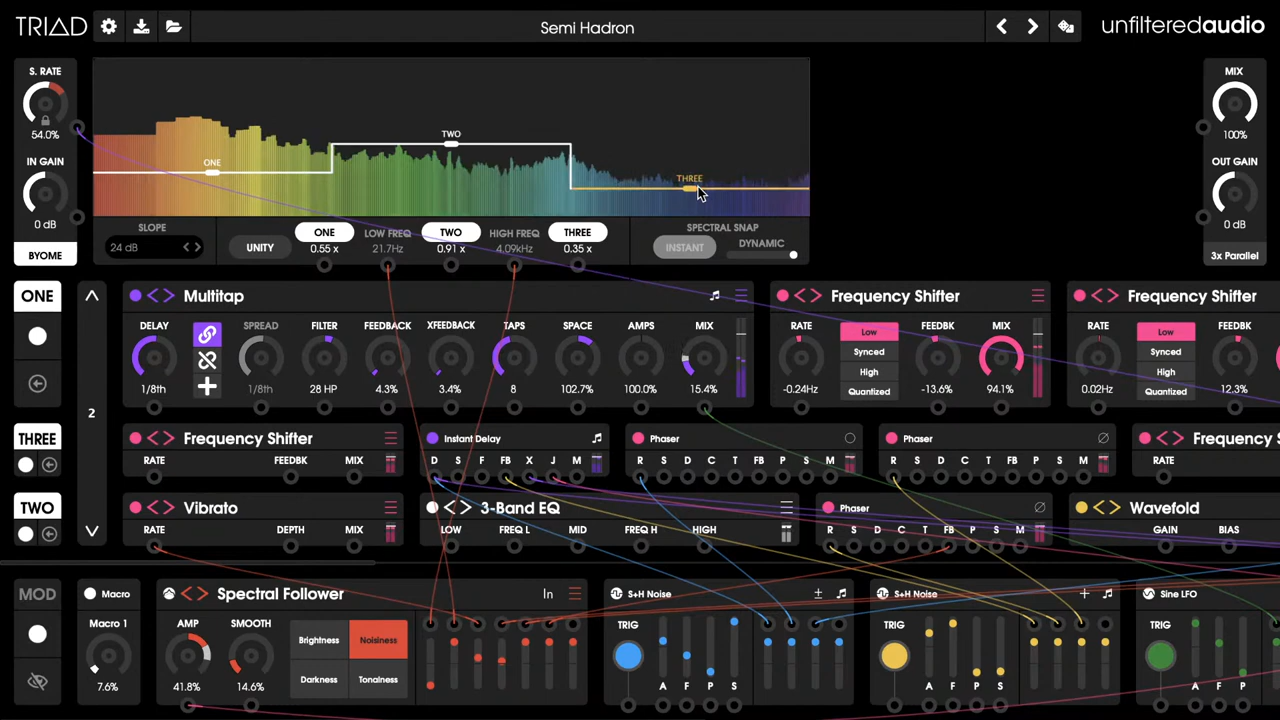 TRIAD
Semi Hadron
unfilteredaudio
S. RATE
54.0%
IN GAIN
0 dB
BYOME
ONE
TWO
THREE
SLOPE
24 dB
UNITY
ONE
0.55 x
LOW FREQ
21.7Hz
TWO
0.91 x
HIGH FREQ
4.09kHz
THREE
0.35 x
SPECTRAL SNAP
INSTANT
DYNAMIC
MIX
100%
OUT GAIN
0 dB
3x Parallel
ONE
2
Multitap
DELAY SPREAD FILTER FEEDBACK XFEEDBACK TAPS SPACE AMPS MIX
1/8th 1/8th 28 HP 4.3% 3.4% 8 102.7% 100.0% 15.4%
Frequency Shifter
RATE FEEDBK MIX
Low
Synced
High
Quantized
-0.24Hz -13.6% 94.1%
Frequency Shifter
RATE FEEDBK
Low
Synced
High
Quantized
0.02Hz 12.3%
THREE
Frequency Shifter
RATE FEEDBK MIX
Instant Delay
D S F FB X J M
Phaser
R S D C T FB P S M
Phaser
R S D C T FB P S M
Frequency S
RATE
TWO
Vibrato
RATE DEPTH MIX
3-Band EQ
LOW FREQ L MID FREQ H HIGH
Phaser
R S D C T FB P S M
Wavefold
GAIN BIAS
MOD
Macro
Macro 1
7.6%
Spectral Follower
In
AMP SMOOTH
41.8% 14.6%
Brightness
Noisiness
Darkness
Tonalness
S+H Noise
±
TRIG
A F P S
S+H Noise
+
TRIG
A F P S
Sine LFO
TRIG
A F P